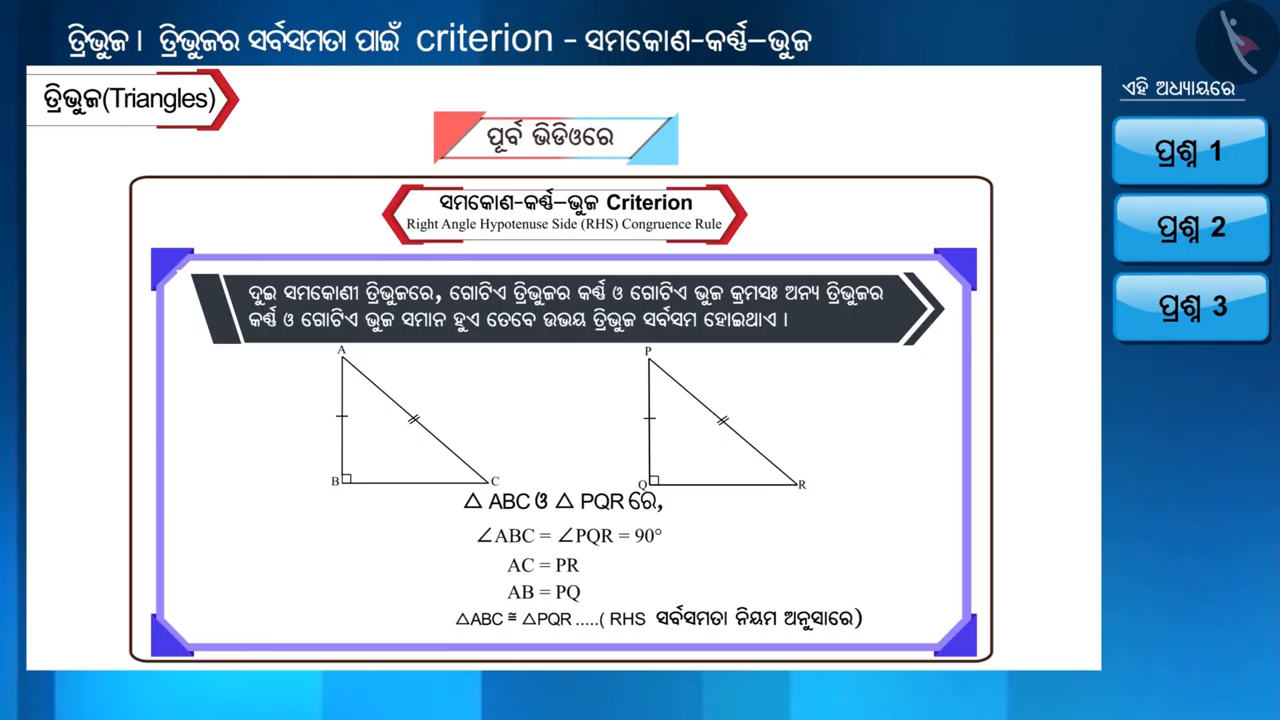 ତ୍ରିଭୁଜ। ତ୍ରିଭୁଜର ସର୍ବସମତା ପାଇଁ criterion - ସମକୋଣ-କର୍ଣ୍ଣ–ଭୁଜ
ତ୍ରିଭୁଜ(Triangles)
ପୂର୍ବ ଭିଡିଓରେ
ସମକୋଣ-କର୍ଣ୍ଣ–ଭୁଜ Criterion
Right Angle Hypotenuse Side (RHS) Congruence Rule
ଦୁଇ ସମକୋଣୀ ତ୍ରିଭୁଜରେ, ଗୋଟିଏ ତ୍ରିଭୁଜର କର୍ଣ୍ଣ ଓ ଗୋଟିଏ ଭୁଜ କ୍ରମସଃ ଅନ୍ୟ ତ୍ରିଭୁଜର
କର୍ଣ୍ଣ ଓ ଗୋଟିଏ ଭୁଜ ସମାନ ହୁଏ ତେବେ ଉଭୟ ତ୍ରିଭୁଜ ସର୍ବସମ ହୋଇଥାଏ।
A
P
B
C
Q
R
△ ABC ଓ △ PQR ରେ,
∠ABC = ∠PQR = 90°
AC = PR
AB = PQ
△ABC ≅ △PQR .....( RHS ସର୍ବସମତା ନିୟମ ଅନୁସାରେ)
ଏହି ଅଧ୍ୟାୟରେ
ପ୍ରଶ୍ନ 1
ପ୍ରଶ୍ନ 2
ପ୍ରଶ୍ନ 3